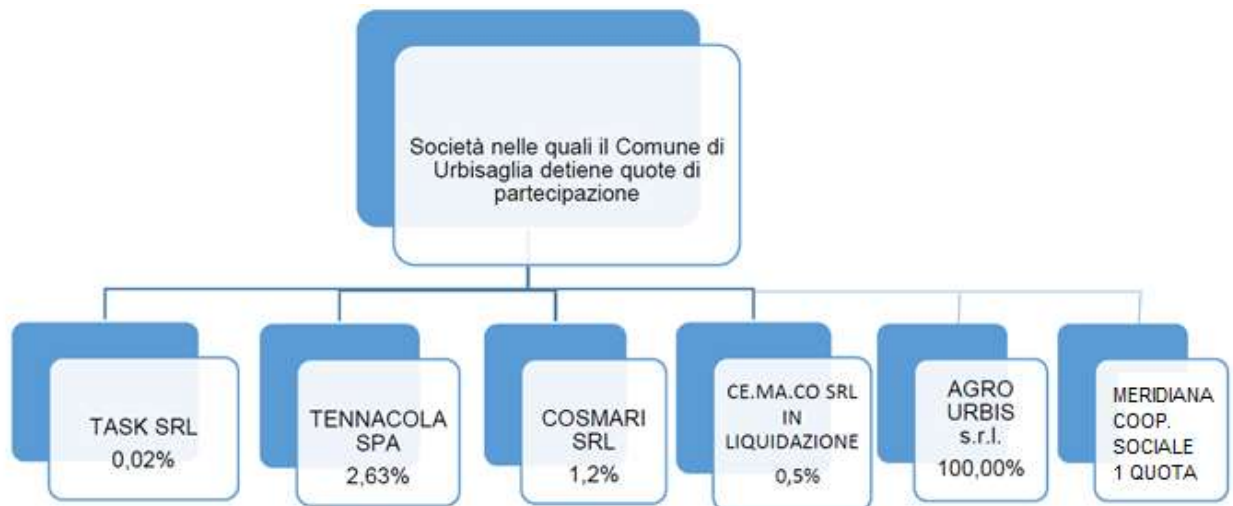 Società nelle quali il Comune di
Urbisaglia detiene quote di
partecipazione
TASK SRL
0,02%
TENNACOLA
SPA
2,63%
COSMARI
SRL
1,2%
CE.MA.CO SRL
IN
LIQUIDAZIONE
0,5%
AGRO
URBIS
s.r.l.
100,00%
MERIDIANA
COOP.
SOCIALE
1 QUOTA